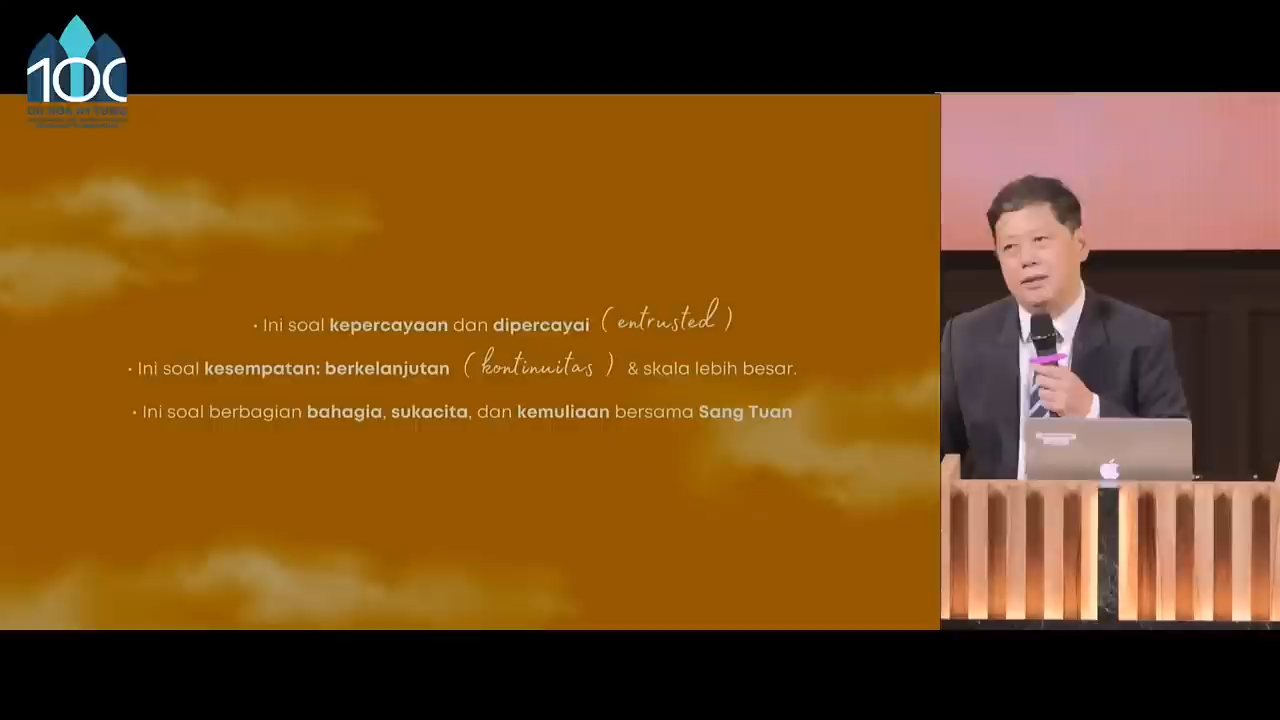 100
• Ini soal kepercayaan dan dipercayai (entrusted)
• Ini soal kesempatan: berkelanjutan (kontinuitas) & skala lebih besar.
• Ini soal berbagian bahagia, sukacita, dan kemuliaan bersama Sang Tuan